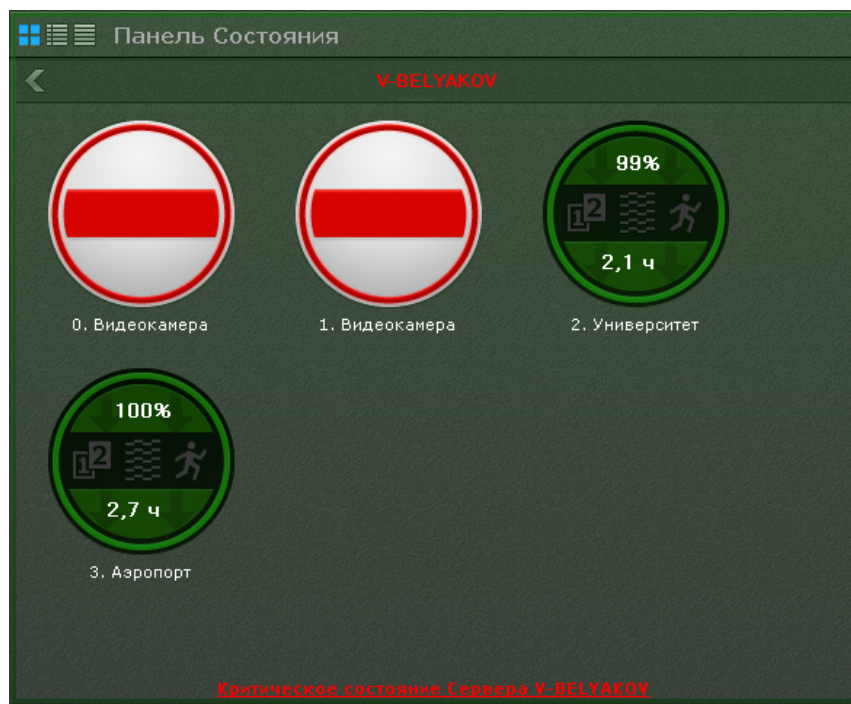 Панель Состояния
V-BELYAKOV
99%
2,1 ч
0. Видеокамера
1. Видеокамера
2. Университет
100%
2,7 ч
3. Аэропорт
Критическое состояние Сервера V-BELYAKOV